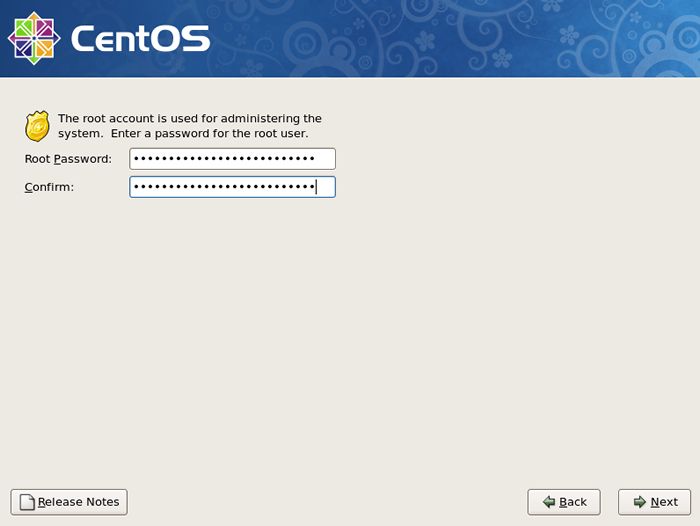 CentOS
The root account is used for administering the
system.  Enter a password for the root user.
Root Password: ••••••••••••••••••••••••••
Confirm: ••••••••••••••••••••••••••
Release Notes
Back
Next